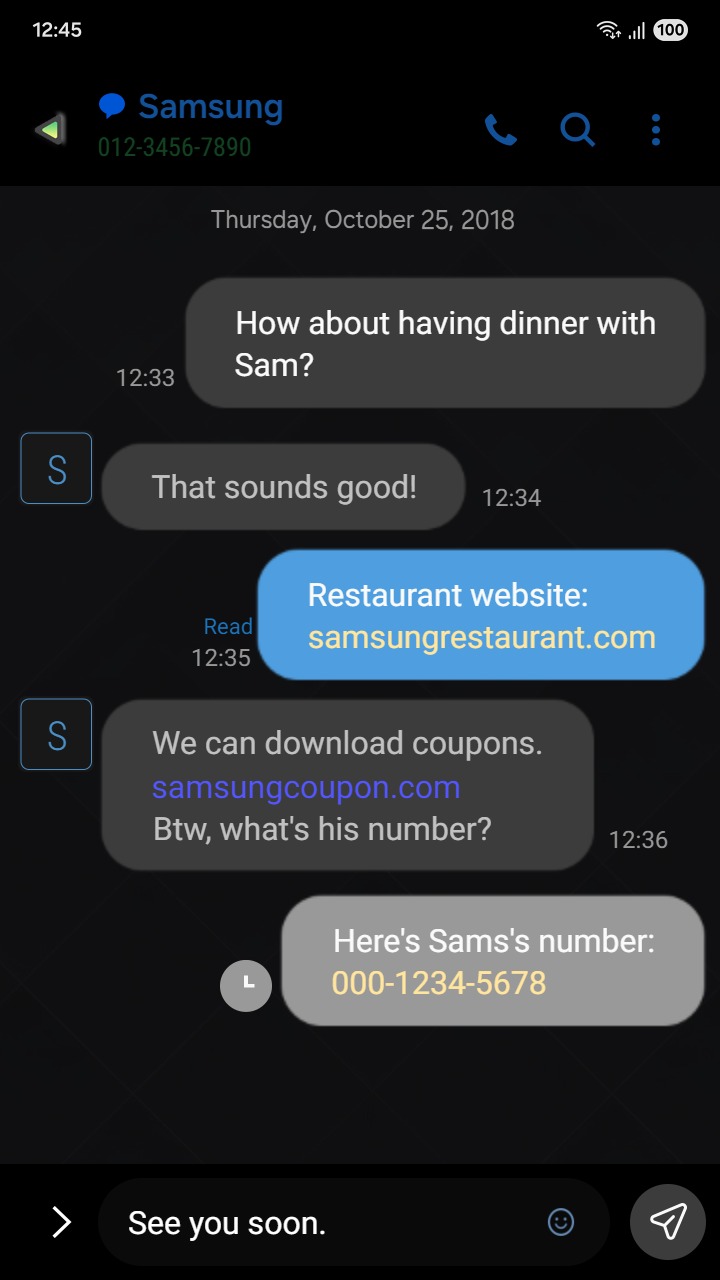 12:45
100
Samsung
012-3456-7890
Thursday, October 25, 2018
How about having dinner with
Sam?
12:33
S
That sounds good!
12:34
Restaurant website:
samsungrestaurant.com
Read
12:35
S
We can download coupons.
samsungcoupon.com
Btw, what's his number?
12:36
Here's Sams's number:
000-1234-5678
See you soon.